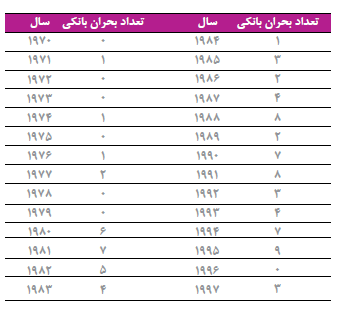 سال تعداد بحران بانکی سال تعداد بحران بانکی
۱۹۷۰ ۰ ۱۹۸۴ ۱
۱۹۷۱ ۱ ۱۹۸۵ ۳
۱۹۷۲ ۰ ۱۹۸۶ ۲
۱۹۷۳ ۰ ۱۹۸۷ ۴
۱۹۷۴ ۱ ۱۹۸۸ ۸
۱۹۷۵ ۰ ۱۹۸۹ ۲
۱۹۷۶ ۱ ۱۹۹۰ ۷
۱۹۷۷ ۲ ۱۹۹۱ ۸
۱۹۷۸ ۰ ۱۹۹۲ ۳
۱۹۷۹ ۰ ۱۹۹۳ ۴
۱۹۸۰ ۶ ۱۹۹۴ ۷
۱۹۸۱ ۷ ۱۹۹۵ ۹
۱۹۸۲ ۵ ۱۹۹۶ ۰
۱۹۸۳ ۴ ۱۹۹۷ ۳